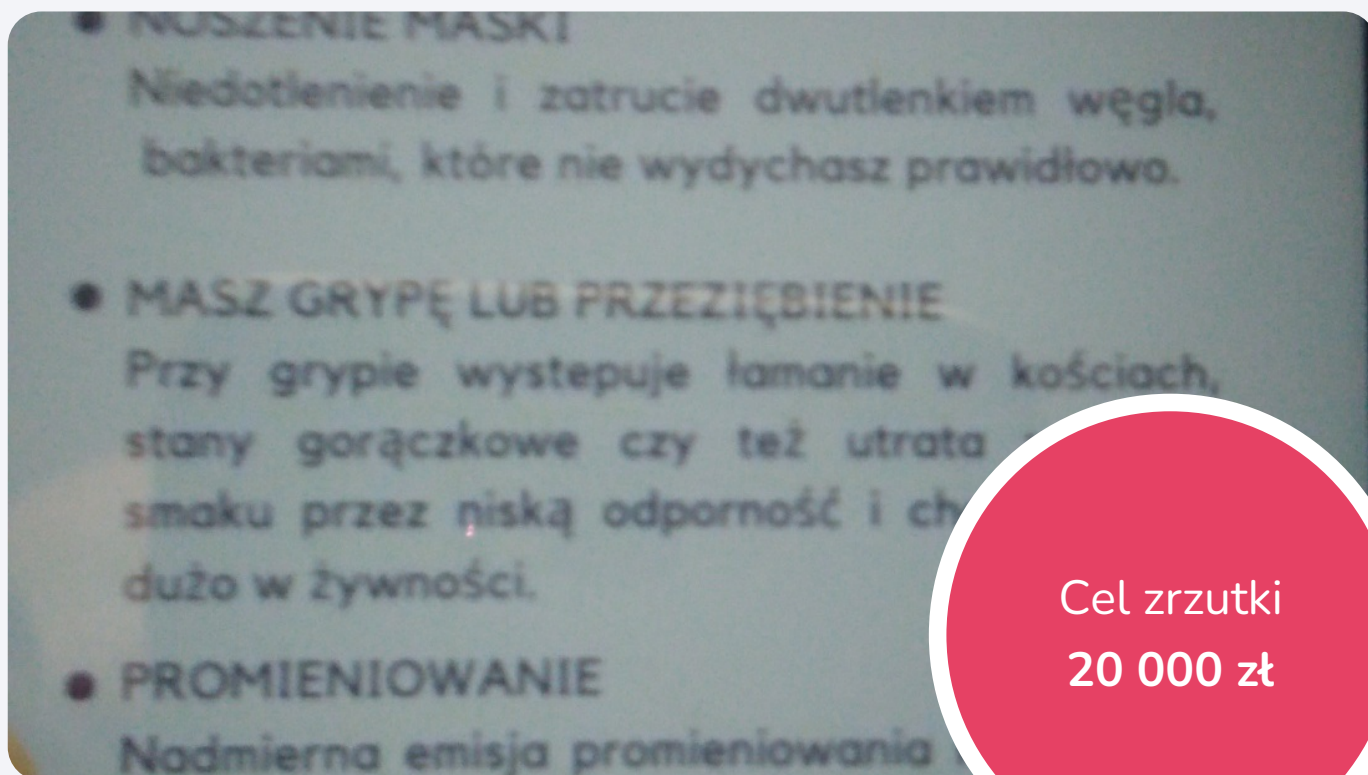 NOSZENIE MASKI
Niedotlenienie i zatrucie dwutlenkiem węgla,
bakteriami, które nie wydychasz prawidłowo.
MASZ GRYPĘ LUB PRZEZIĘBIENIE
Przy grypie wystepuje łamanie w kościach,
stany gorączkowe czy też utrata
smaku przez niską odporność i
dużo w żywności.
PROMIENIOWANIE
Nadmierna emisja promieniowania
Cel zrzutki
20 000 zł